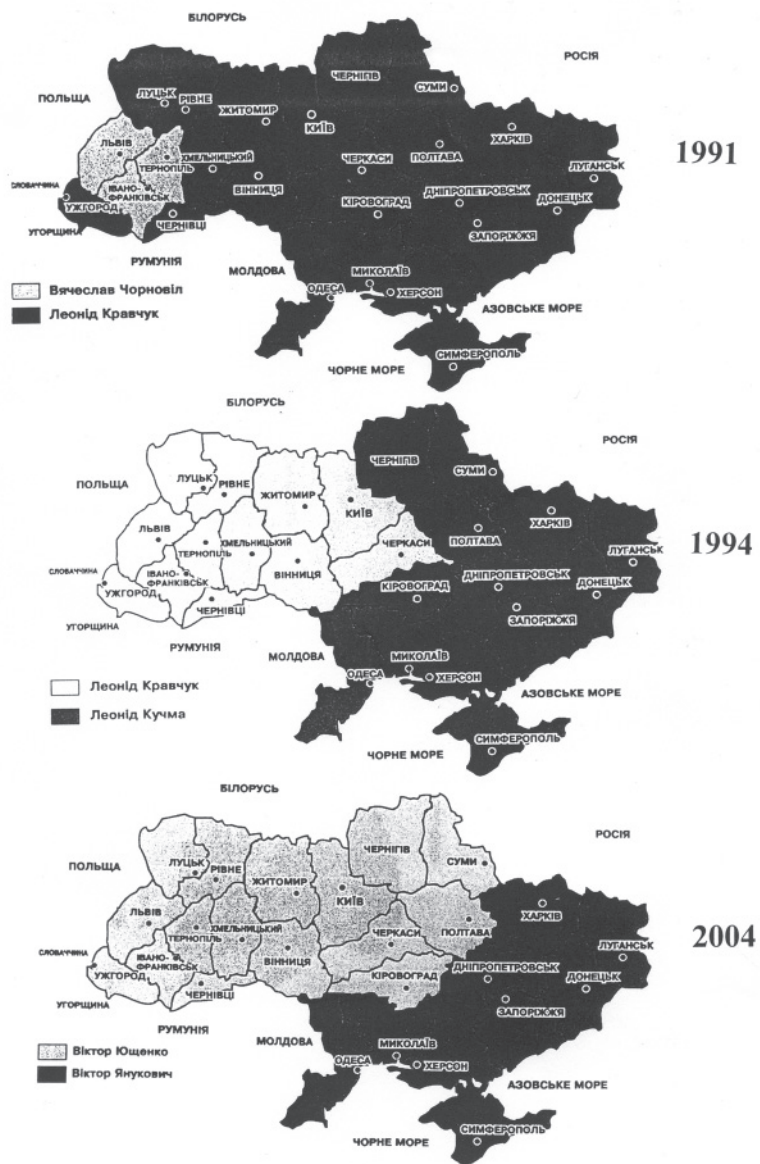 БІЛОРУСЬ
РОСІЯ
ЧЕРНІГІВ
СУМИ
ПОЛЬЩА
ЛУЦЬК
РІВНЕ
ЖИТОМИР
КИЇВ
ХАРКІВ
1991
ЛЬВІВ
ТЕРНОПІЛЬ
ХМЕЛЬНИЦЬКИЙ
ВІННИЦЯ
ЧЕРКАСИ
ПОЛТАВА
ЛУГАНСЬК
СЛОВАЧЧИНА
УЖГОРОД
ІВАНО-
ФРАНКІВСЬК
ЧЕРНІВЦІ
КІРОВОГРАД
ДНІПРОПЕТРОВСЬК
ДОНЕЦЬК
УГОРЩИНА
ЗАПОРІЖЖЯ
РУМУНІЯ
МОЛДОВА
МИКОЛАЇВ
ОДЕСА
ХЕРСОН
Вячеслав Чорновіл
Леонід Кравчук
АЗОВСЬКЕ МОРЕ
СИМФЕРОПОЛЬ
ЧОРНЕ МОРЕ
БІЛОРУСЬ
РОСІЯ
ЧЕРНІГІВ
СУМИ
ПОЛЬЩА
ЛУЦЬК
РІВНЕ
ЖИТОМИР
КИЇВ
ХАРКІВ
1994
ЛЬВІВ
ТЕРНОПІЛЬ
ХМЕЛЬНИЦЬКИЙ
ВІННИЦЯ
ЧЕРКАСИ
ПОЛТАВА
ЛУГАНСЬК
СЛОВАЧЧИНА
УЖГОРОД
ІВАНО-
ФРАНКІВСЬК
ЧЕРНІВЦІ
КІРОВОГРАД
ДНІПРОПЕТРОВСЬК
ДОНЕЦЬК
УГОРЩИНА
ЗАПОРІЖЖЯ
РУМУНІЯ
МОЛДОВА
МИКОЛАЇВ
ОДЕСА
ХЕРСОН
Леонід Кравчук
Леонід Кучма
АЗОВСЬКЕ МОРЕ
СИМФЕРОПОЛЬ
ЧОРНЕ МОРЕ
БІЛОРУСЬ
РОСІЯ
ЧЕРНІГІВ
СУМИ
ПОЛЬЩА
ЛУЦЬК
РІВНЕ
ЖИТОМИР
КИЇВ
ХАРКІВ
2004
ЛЬВІВ
ТЕРНОПІЛЬ
ХМЕЛЬНИЦЬКИЙ
ВІННИЦЯ
ЧЕРКАСИ
ПОЛТАВА
ЛУГАНСЬК
СЛОВАЧЧИНА
УЖГОРОД
ІВАНО-
ФРАНКІВСЬК
ЧЕРНІВЦІ
КІРОВОГРАД
ДНІПРОПЕТРОВСЬК
ДОНЕЦЬК
УГОРЩИНА
ЗАПОРІЖЖЯ
РУМУНІЯ
МОЛДОВА
МИКОЛАЇВ
ОДЕСА
ХЕРСОН
Віктор Ющенко
Віктор Янукович
АЗОВСЬКЕ МОРЕ
СИМФЕРОПОЛЬ
ЧОРНЕ МОРЕ